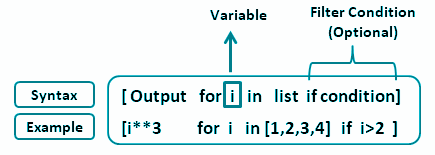 Variable
Filter Condition
(Optional)
Syntax [ Output for i in list if condition]
Example [i**3 for i in [1,2,3,4] if i>2 ]